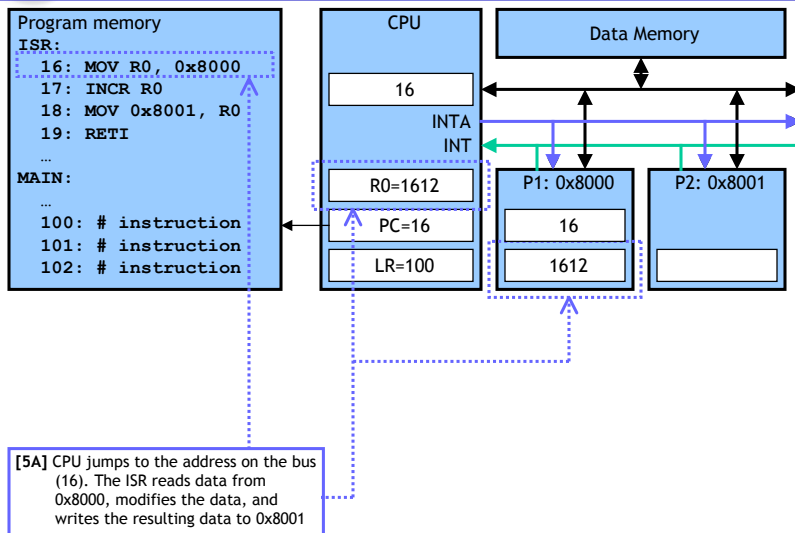 Program memory
ISR:
16: MOV R0, 0x8000
17: INCR R0
18: MOV 0x8001, R0
19: RETI
…
MAIN:
…
100: # instruction
101: # instruction
102: # instruction
CPU
16
INTA
INT
R0=1612
PC=16
LR=100
Data Memory
P1: 0x8000
16
1612
P2: 0x8001
[5A] CPU jumps to the address on the bus
(16). The ISR reads data from
0x8000, modifies the data, and
writes the resulting data to 0x8001